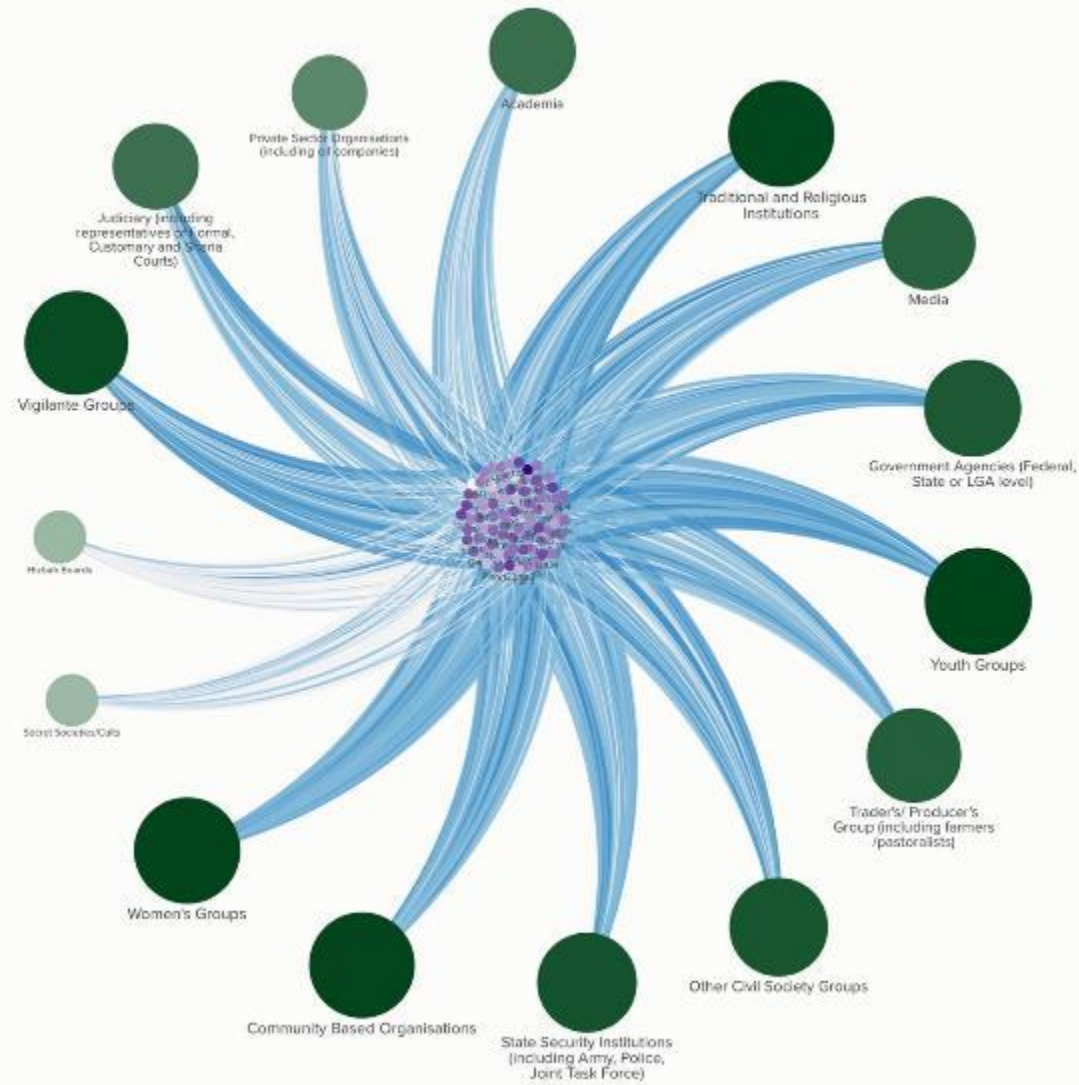 Academia
Private Sector Organisations
(including oil companies)
Traditional and Religious
Institutions
Judiciary (including
representatives of Formal,
Customary and Sharia
Courts)
Media
Vigilante Groups
Government Agencies (Federal,
State or LGA level)
Hisbah Boards
Youth Groups
Secret Societies/Cults
Trader's/ Producer's
Group (including farmers
/pastoralists)
Women's Groups
Other Civil Society Groups
Community Based Organisations
State Security Institutions
(including Army, Police,
Joint Task Force)